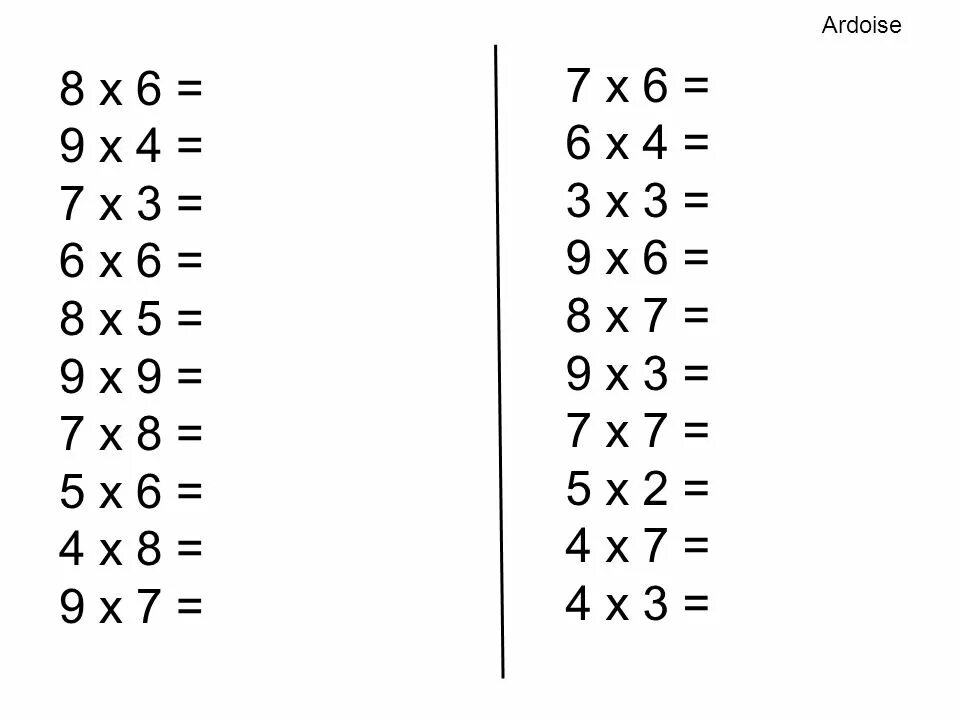 Ardoise
8 x 6 =
9 x 4 =
7 x 3 =
6 x 6 =
8 x 5 =
9 x 9 =
7 x 8 =
5 x 6 =
4 x 8 =
9 x 7 =
7 x 6 =
6 x 4 =
3 x 3 =
9 x 6 =
8 x 7 =
9 x 3 =
7 x 7 =
5 x 2 =
4 x 7 =
4 x 3 =